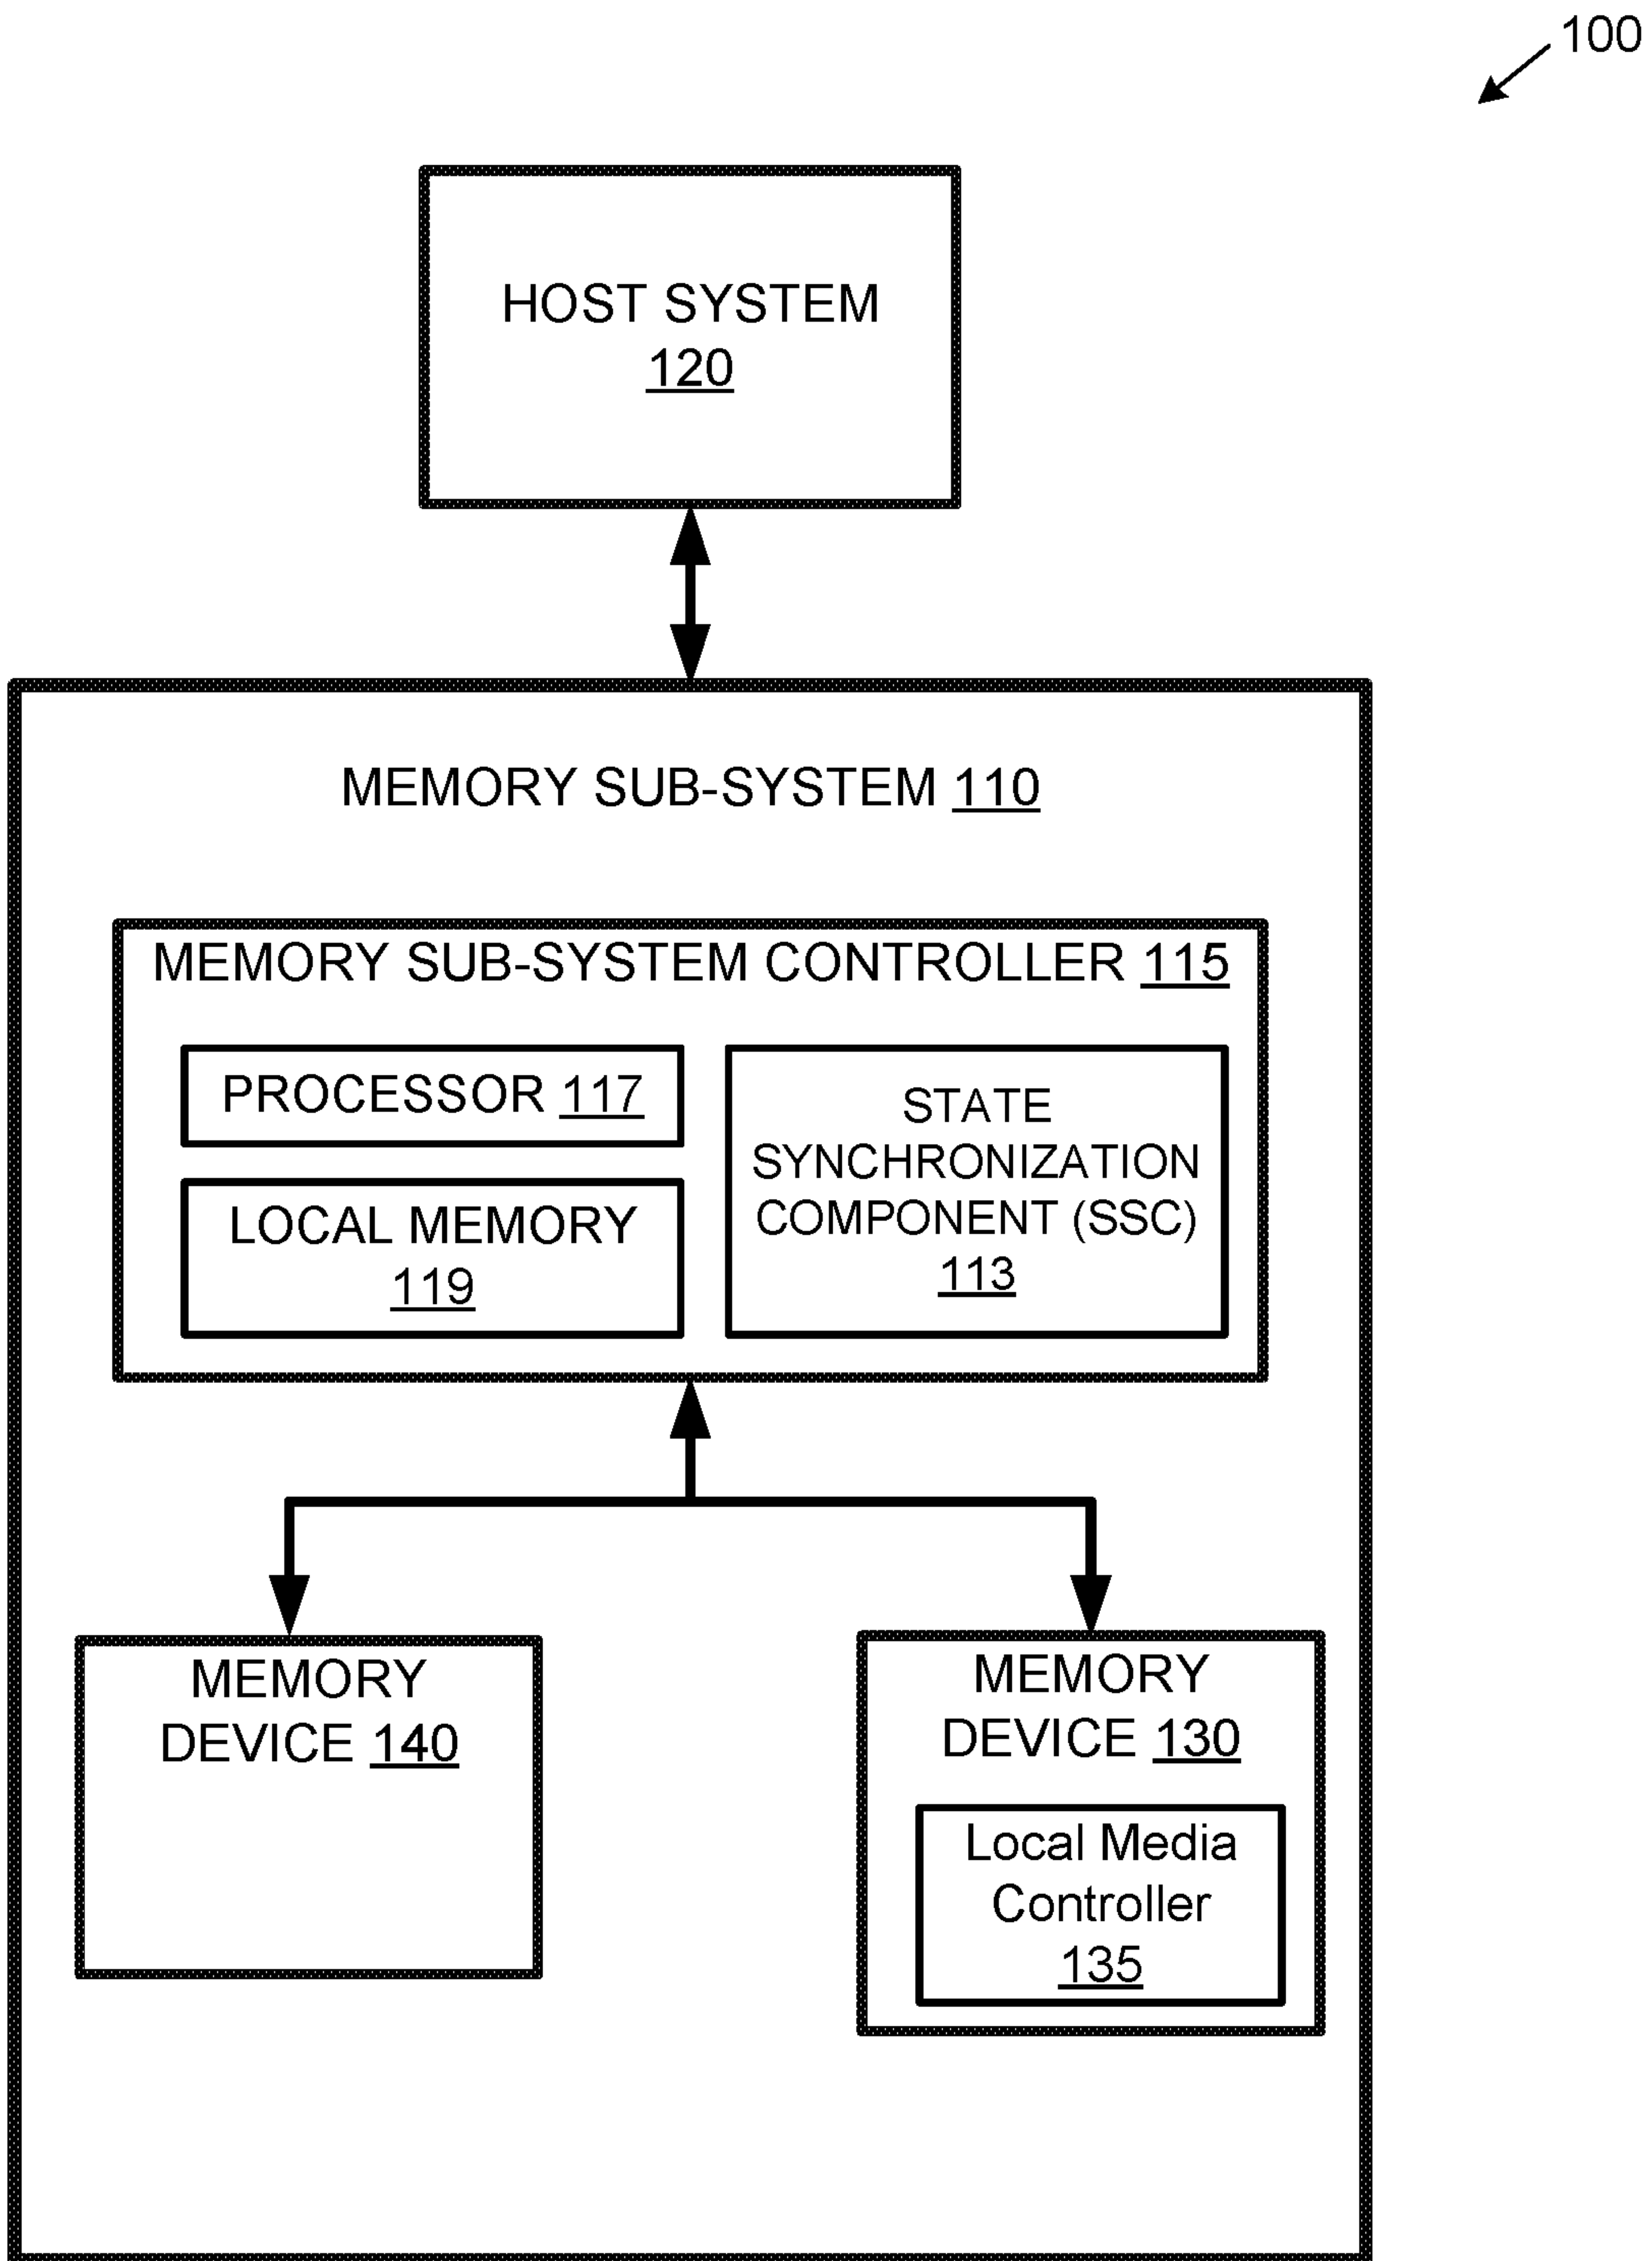 100
HOST SYSTEM
120
MEMORY SUB-SYSTEM 110
MEMORY SUB-SYSTEM CONTROLLER 115
PROCESSOR 117
LOCAL MEMORY
119
STATE
SYNCHRONIZATION
COMPONENT (SSC)
113
MEMORY
DEVICE 140
MEMORY
DEVICE 130
Local Media
Controller
135